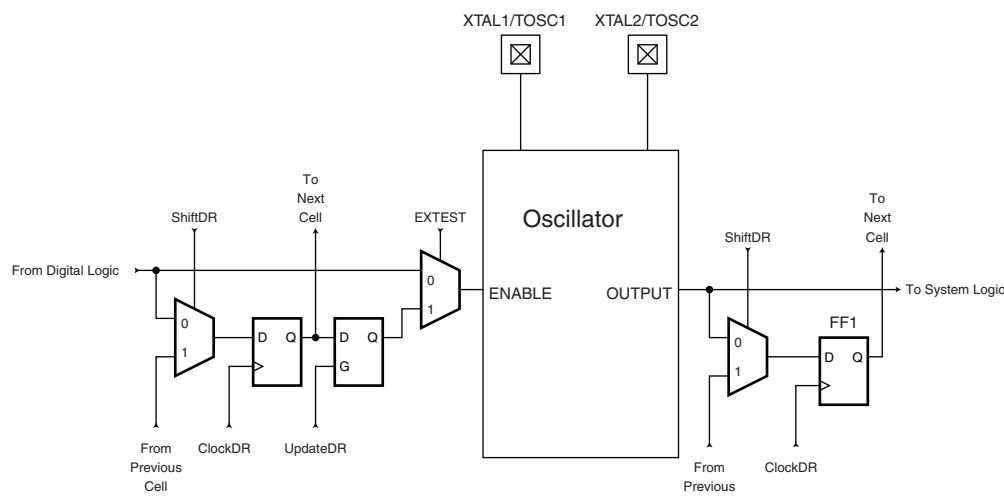 XTAL1/TOSC1
XTAL2/TOSC2
To
Next
Cell
ShiftDR
EXTEST
From Digital Logic
0
1
0
1
D Q
D Q
G
From
Previous
Cell
ClockDR
UpdateDR
Oscillator
ENABLE
OUTPUT
To
Next
Cell
ShiftDR
To System Logic
FF1
0
1
D Q
From
Previous
ClockDR